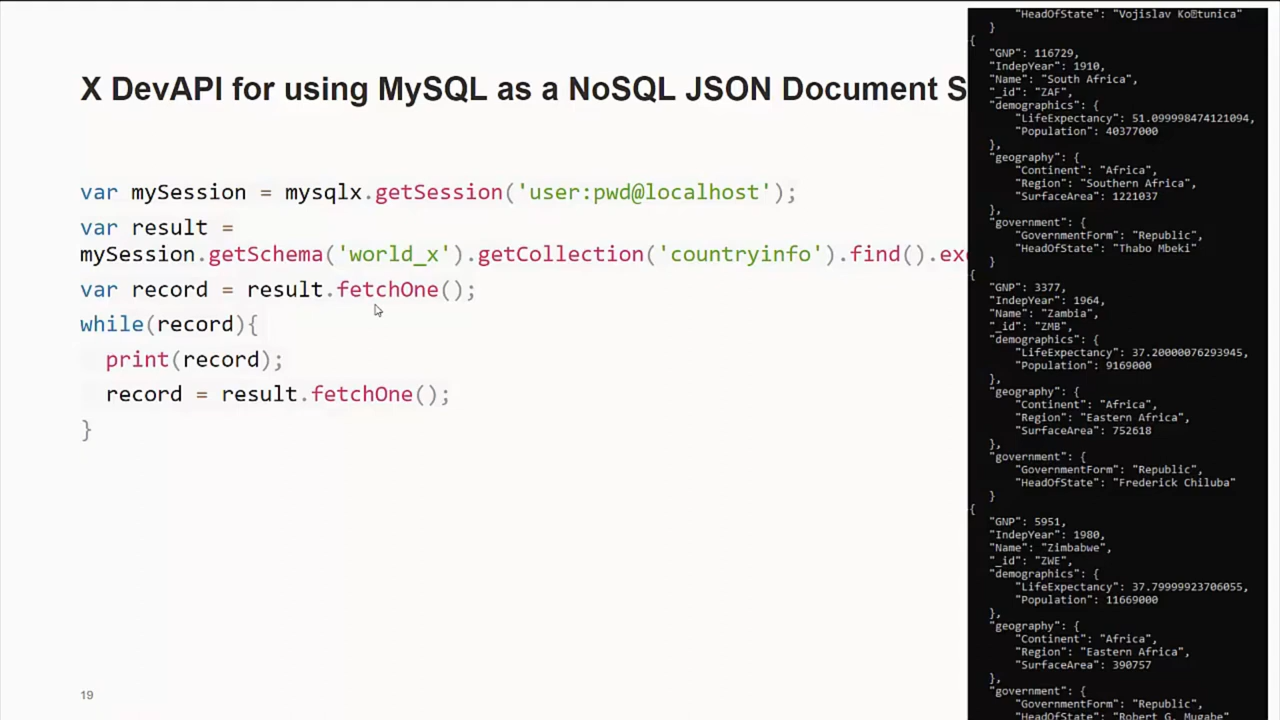 X DevAPI for using MySQL as a NoSQL JSON Document S
var mySession = mysqlx.getSession('user:pwd@localhost');
var result =
mySession.getSchema('world_x').getCollection('countryinfo').find().exe
var record = result.fetchOne();
while(record){
print(record);
record = result.fetchOne();
}
19
"HeadOfState": "Vojislav Ko⍰tunica"
}
{
"GNP": 116729,
"IndepYear": 1910,
"Name": "South Africa",
"_id": "ZAF",
"demographics": {
"LifeExpectancy": 51.099998474121094,
"Population": 40377000
},
"geography": {
"Continent": "Africa",
"Region": "Southern Africa",
"SurfaceArea": 1221037
},
"government": {
"GovernmentForm": "Republic",
"HeadOfState": "Thabo Mbeki"
}
{
"GNP": 3377,
"IndepYear": 1964,
"Name": "Zambia",
"_id": "ZMB",
"demographics": {
"LifeExpectancy": 37.20000076293945,
"Population": 9169000
},
"geography": {
"Continent": "Africa",
"Region": "Eastern Africa",
"SurfaceArea": 752618
},
"government": {
"GovernmentForm": "Republic",
"HeadOfState": "Frederick Chiluba"
}
{
"GNP": 5951,
"IndepYear": 1980,
"Name": "Zimbabwe",
"_id": "ZWE",
"demographics": {
"LifeExpectancy": 37.79999923706055,
"Population": 11669000
},
"geography": {
"Continent": "Africa",
"Region": "Eastern Africa",
"SurfaceArea": 390757
},
"government": {
"GovernmentForm": "Republic",
"HeadOfState": "Robert G. Mugabe"